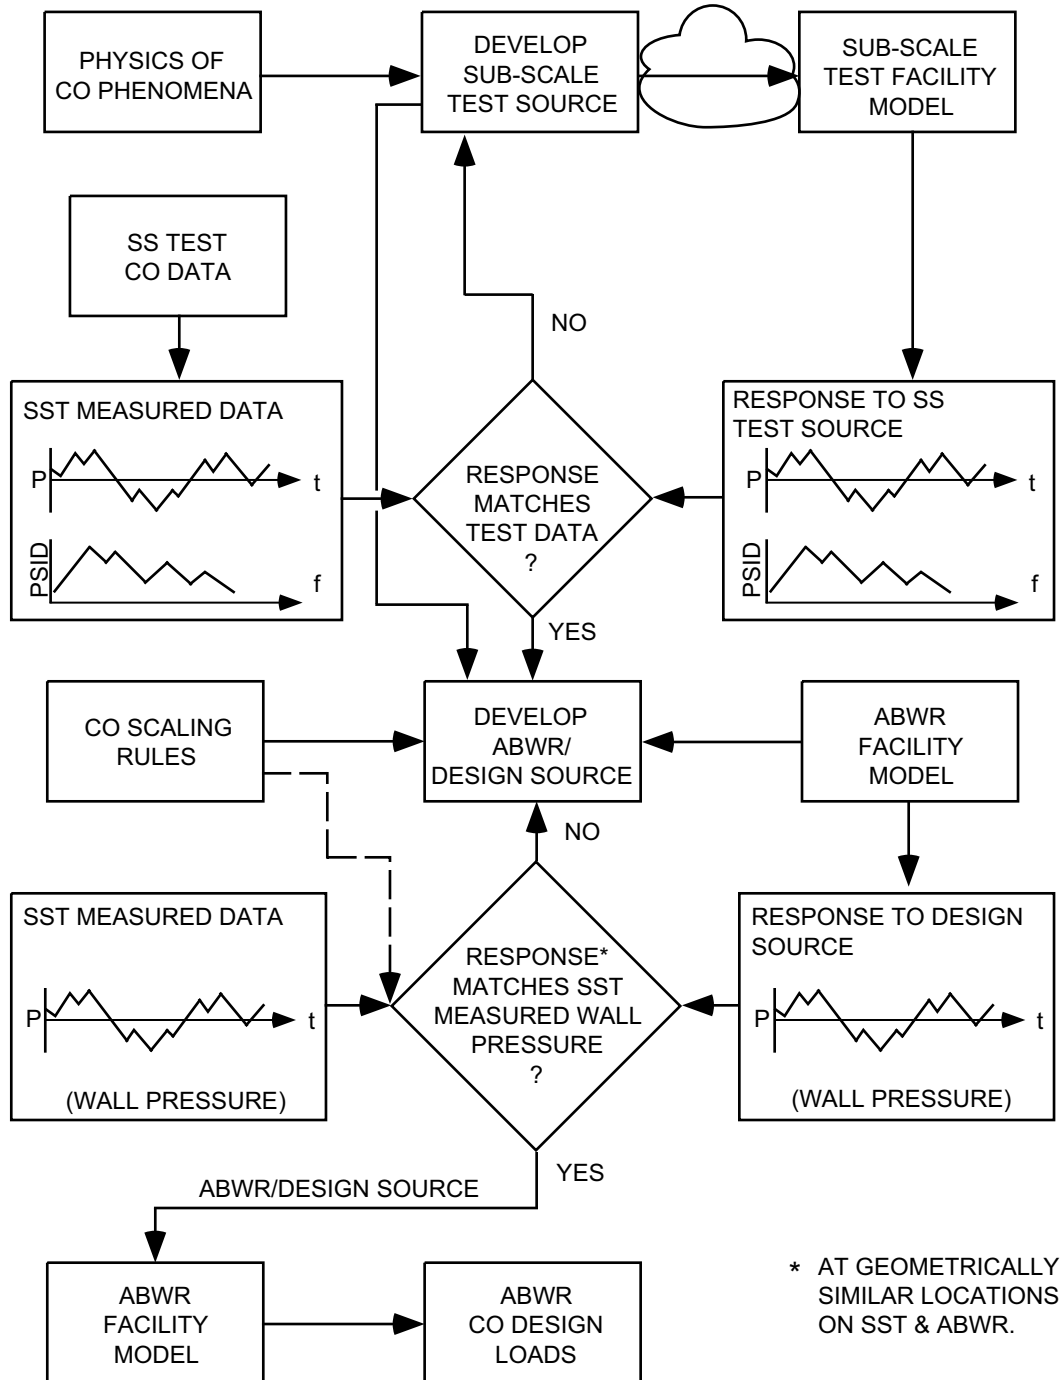 PHYSICS OF
CO PHENOMENA
DEVELOP
SUB-SCALE
TEST SOURCE
SUB-SCALE
TEST FACILITY
MODEL
SS TEST
CO DATA
NO
SST MEASURED DATA
P
t
PSID
f
RESPONSE
MATCHES
TEST DATA
?
RESPONSE TO SS
TEST SOURCE
P
t
PSID
f
YES
CO SCALING
RULES
DEVELOP
ABWR/
DESIGN SOURCE
ABWR
FACILITY
MODEL
NO
SST MEASURED DATA
P
t
(WALL PRESSURE)
RESPONSE*
MATCHES SST
MEASURED WALL
PRESSURE
?
RESPONSE TO DESIGN
SOURCE
P
t
(WALL PRESSURE)
YES
ABWR/DESIGN SOURCE
ABWR
FACILITY
MODEL
ABWR
CO DESIGN
LOADS
* AT GEOMETRICALLY
SIMILAR LOCATIONS
ON SST & ABWR.